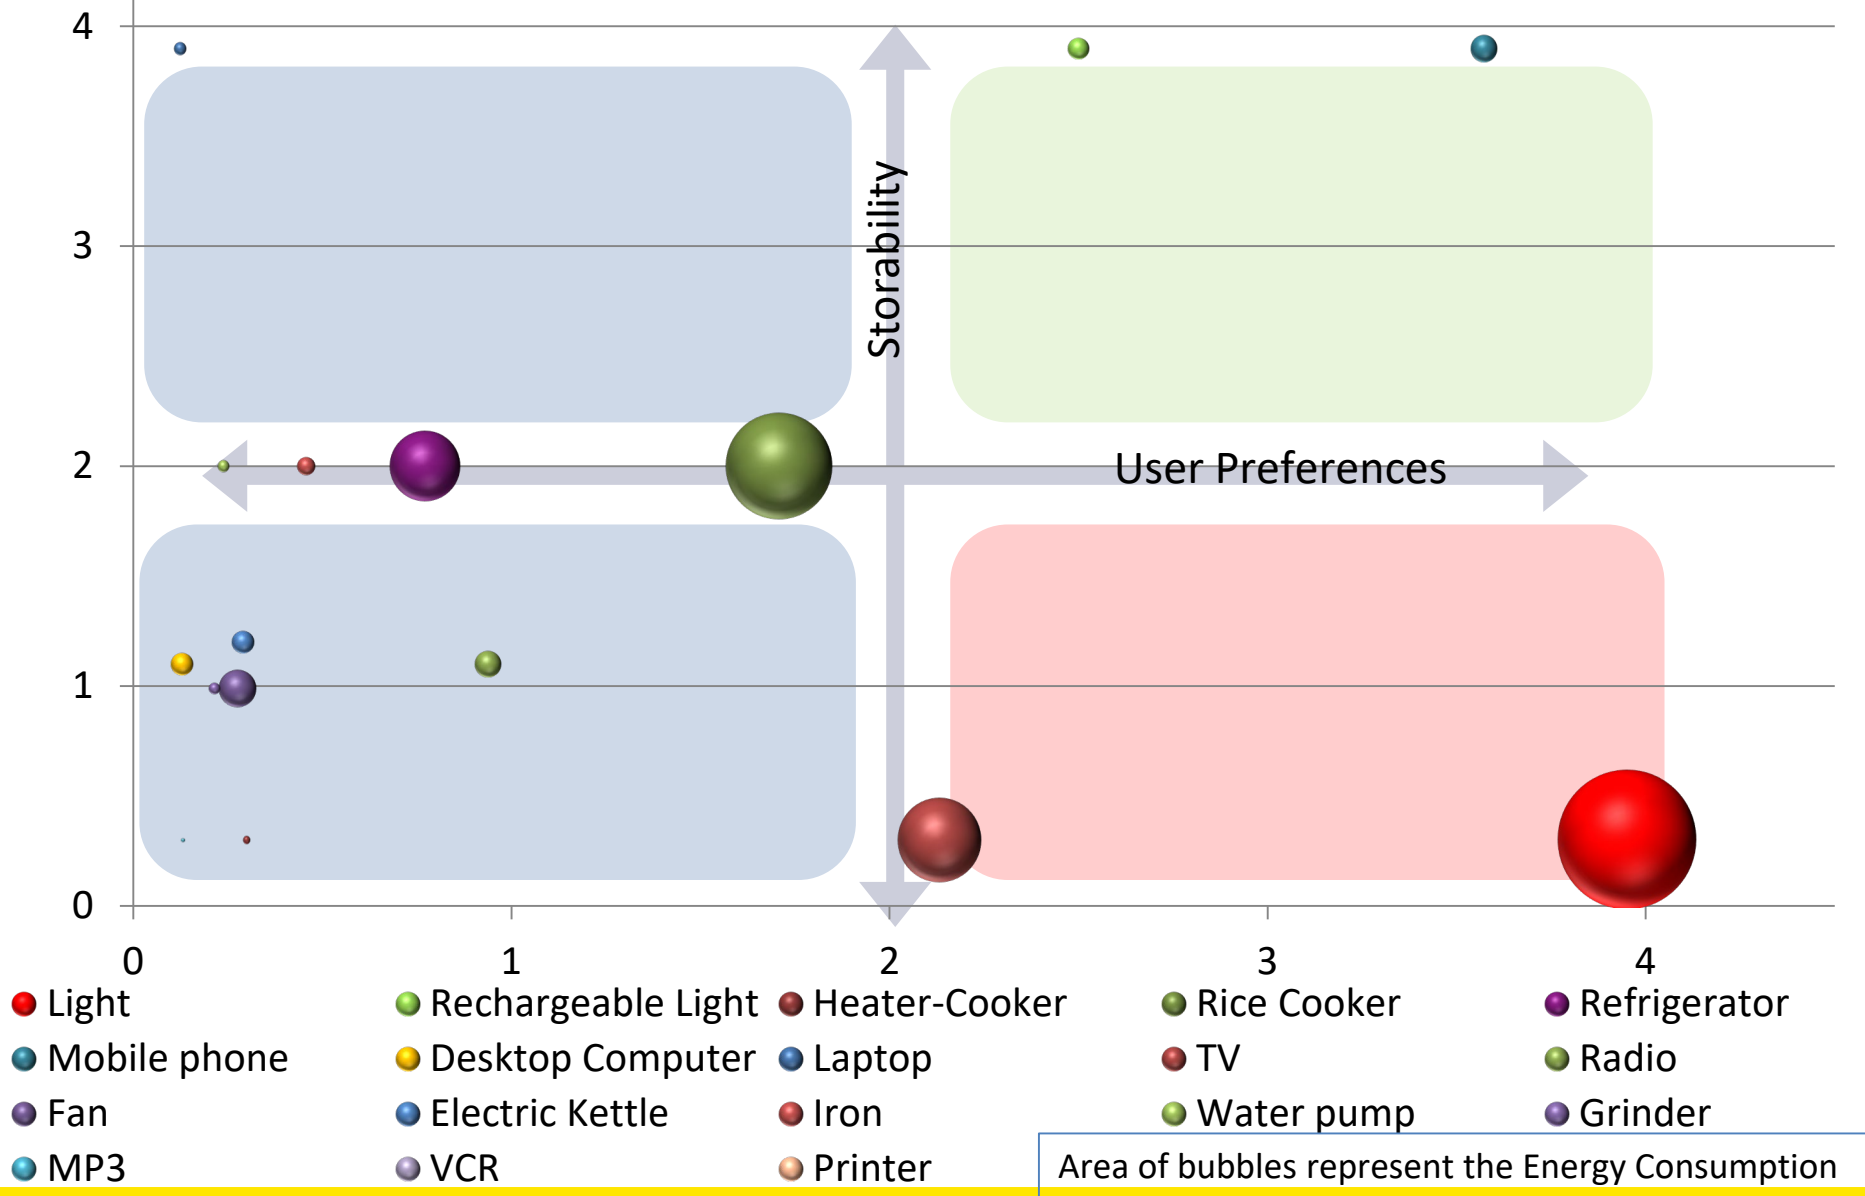 4
3
2
1
0
Storability
User Preferences
0 1 2 3 4
Light Rechargeable Light Heater-Cooker Rice Cooker Refrigerator
Mobile phone Desktop Computer Laptop TV Radio
Fan Electric Kettle Iron Water pump Grinder
MP3 VCR Printer
Area of bubbles represent the Energy Consumption